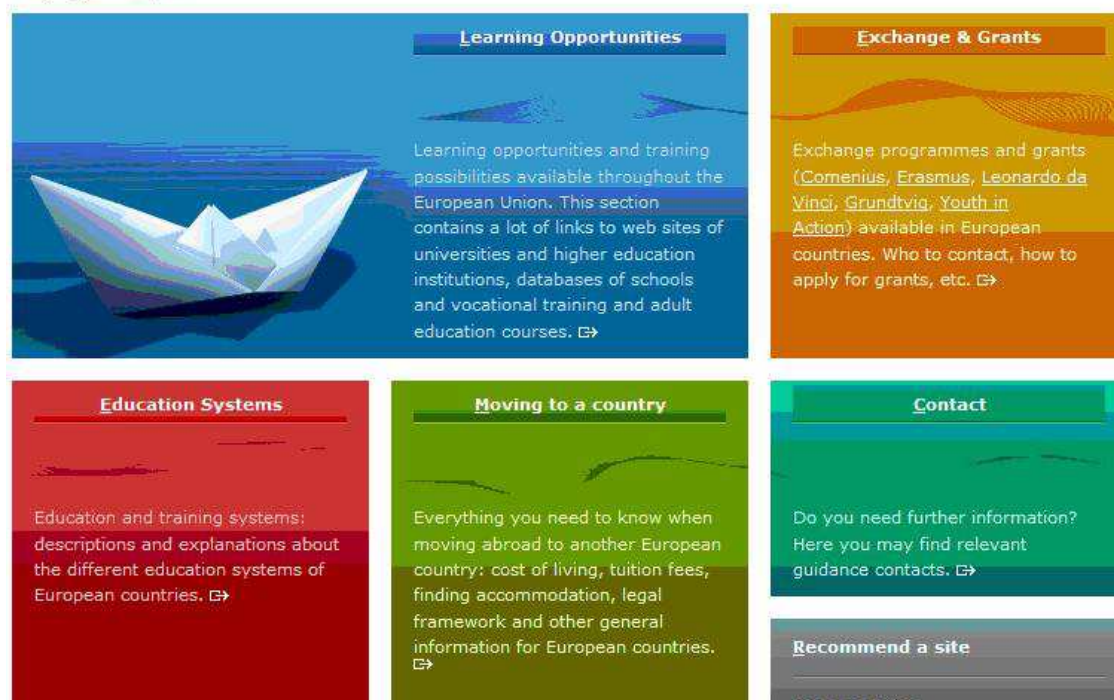 Learning Opportunities
Learning opportunities and training
possibilities available throughout the
European Union. This section
contains a lot of links to web sites of
universities and higher education
institutions, databases of schools
and vocational training and adult
education courses.
Exchange & Grants
Exchange programmes and grants
(Comenius, Erasmus, Leonardo da
Vinci, Grundtvig, Youth in
Action) available in European
countries. Who to contact, how to
apply for grants, etc.
Education Systems
Education and training systems:
descriptions and explanations about
the different education systems of
European countries.
Moving to a country
Everything you need to know when
moving abroad to another European
country: cost of living, tuition fees,
finding accommodation, legal
framework and other general
information for European countries.
Contact
Do you need further information?
Here you may find relevant
guidance contacts.
Recommend a site